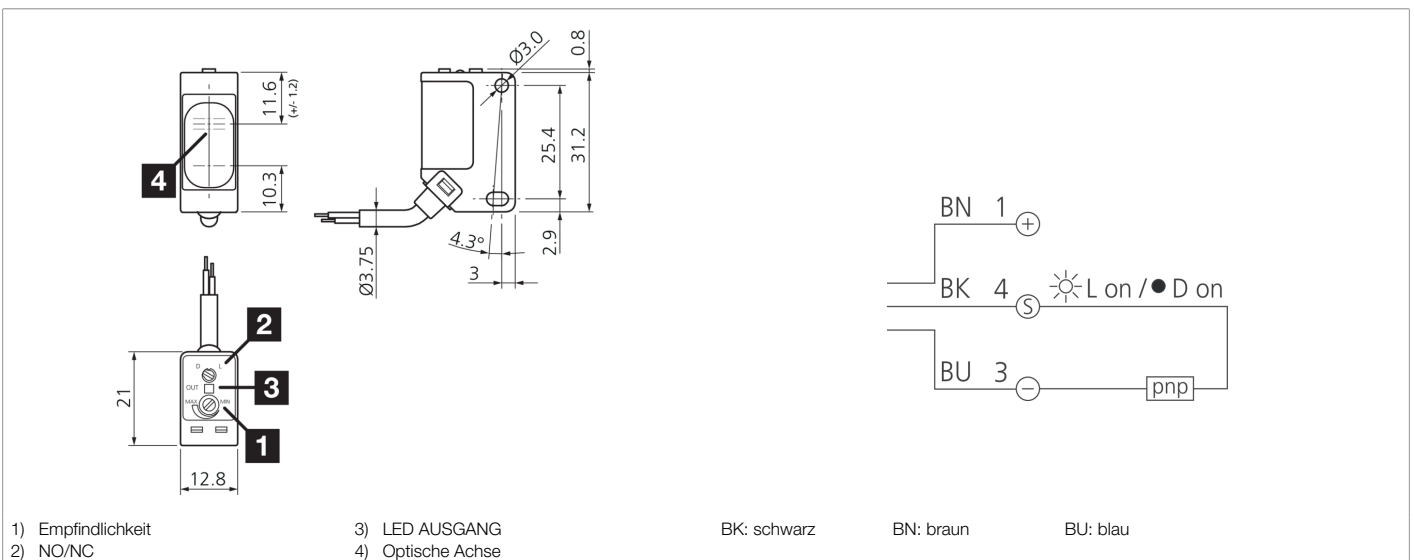 Ø3.0
0.8
11.6
(+/- 1.2)
10.3
4
25.4
31.2
Ø3.75
4.3°
3
2.9
BN 1 +
BK 4 S L on / D on
BU 3 − pnp
2
D L
OUT
3
MAX MIN
1
21
12.8
1) Empfindlichkeit
2) NO/NC
3) LED AUSGANG
4) Optische Achse
BK: schwarz
BN: braun
BU: blau